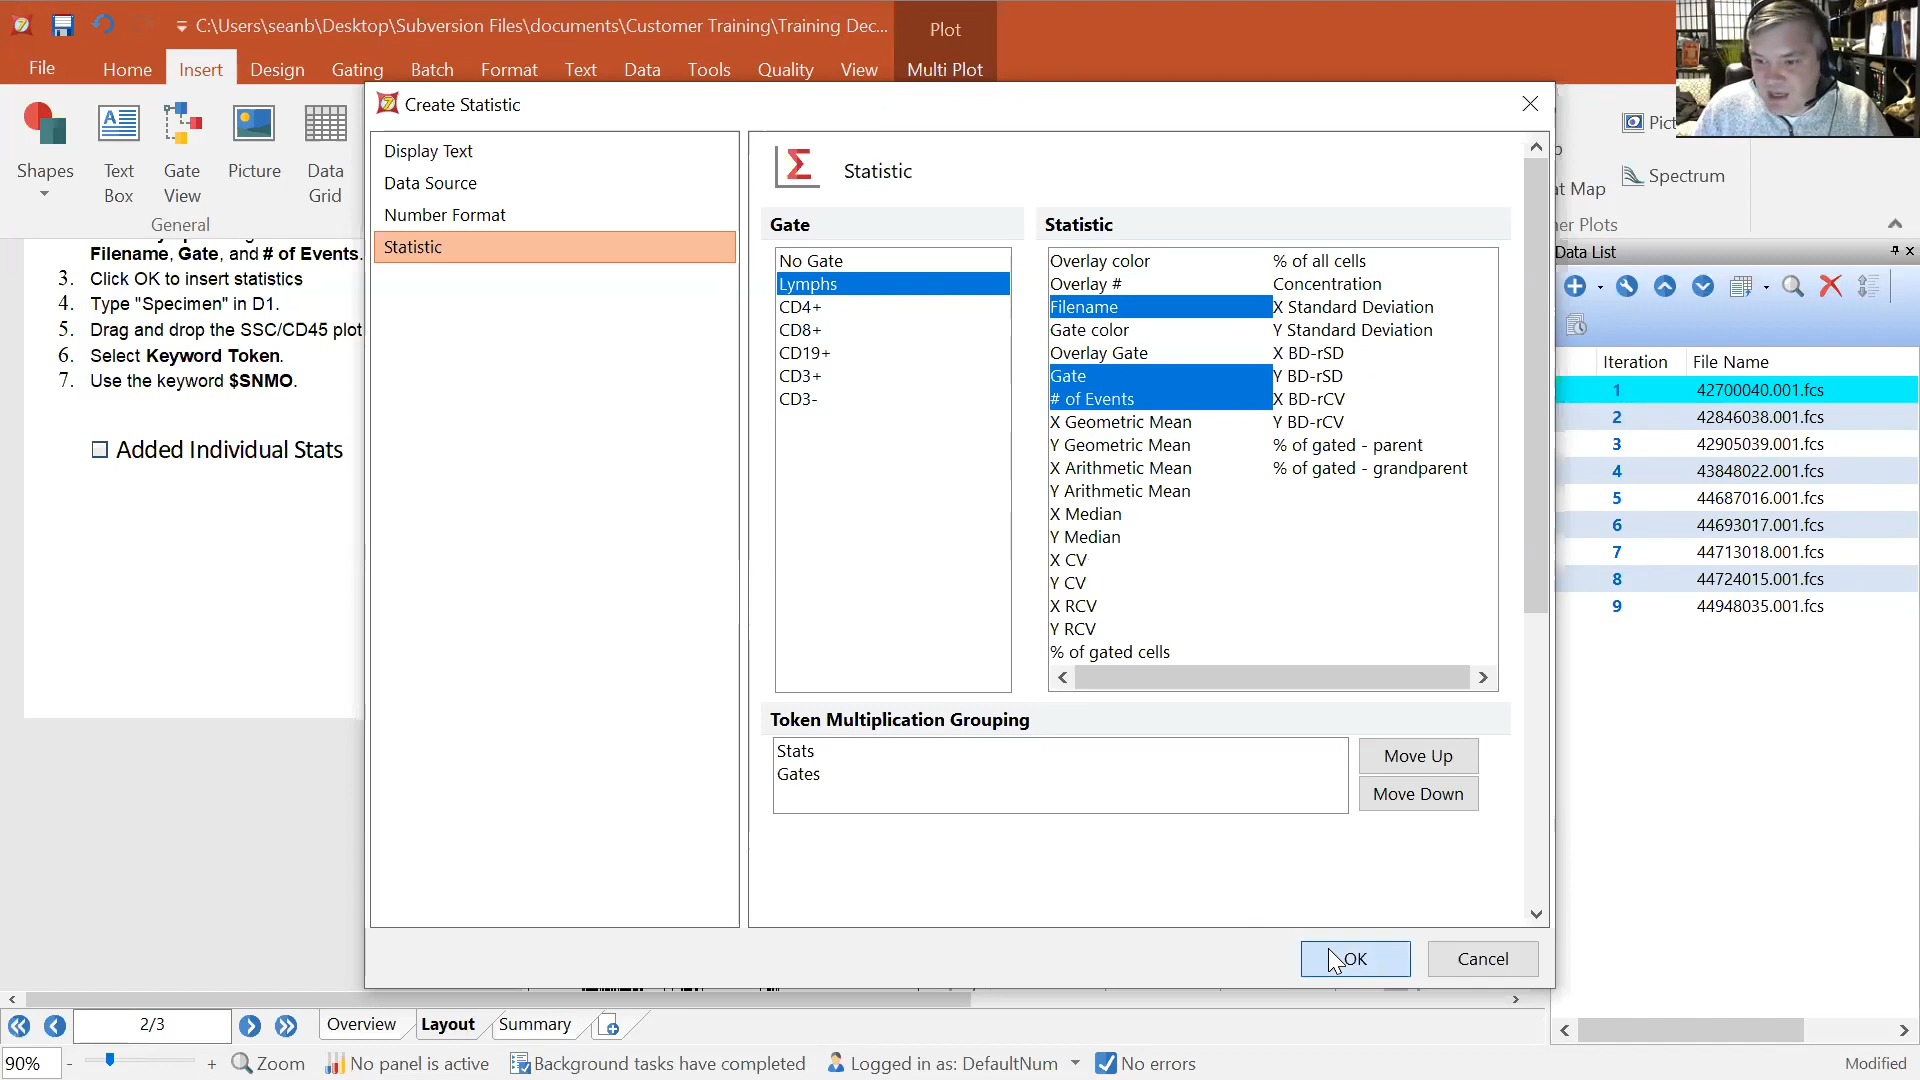 C:\Users\seanb\Desktop\Subversion Files\documents\Customer Training\Training Dec...
Plot
File Home Insert Design Gating Batch Format Text Data Tools Quality View Multi Plot
Shapes
Text Box
Gate View
Picture
Data Grid
General
Spectrum
Create Statistic
Display Text
Data Source
Number Format
Statistic
Statistic
Gate
No Gate
Lymphs
CD4+
CD8+
CD19+
CD3+
CD3-
Statistic
Overlay color
Overlay #
Filename
Gate color
Overlay Gate
Gate
# of Events
X Geometric Mean
Y Geometric Mean
X Arithmetic Mean
Y Arithmetic Mean
X Median
Y Median
X CV
Y CV
X RCV
Y RCV
% of gated cells
% of all cells
Concentration
X Standard Deviation
Y Standard Deviation
X BD-rSD
Y BD-rSD
X BD-rCV
Y BD-rCV
% of gated - parent
% of gated - grandparent
Token Multiplication Grouping
Stats
Gates
Move Up
Move Down
OK
Cancel
Filename, Gate, and # of Events.
3. Click OK to insert statistics
4. Type "Specimen" in D1.
5. Drag and drop the SSC/CD45 plot
6. Select Keyword Token.
7. Use the keyword $SNMO.
Added Individual Stats
Data List
Iteration File Name
1 42700040.001.fcs
2 42846038.001.fcs
3 42905039.001.fcs
4 43848022.001.fcs
5 44687016.001.fcs
6 44693017.001.fcs
7 44713018.001.fcs
8 44724015.001.fcs
9 44948035.001.fcs
2/3
Overview
Layout
Summary
90% - + Zoom No panel is active Background tasks have completed Logged in as: DefaultNum No errors Modified